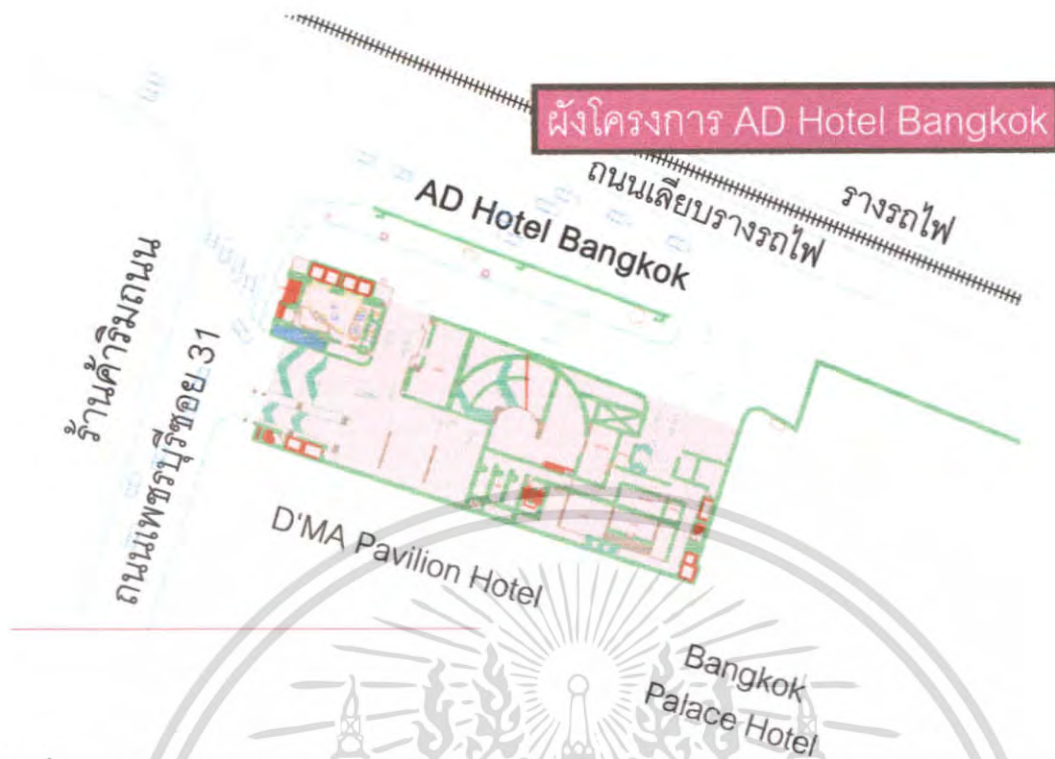 ผังโครงการ AD Hotel Bangkok
รางรถไฟ
ถนนเลียบรางรถไฟ
AD Hotel Bangkok
ร้านค้าริมถนน
ถนนเพชรบุรีซอย 31
D'MA Pavilion Hotel
Bangkok
Palace Hotel